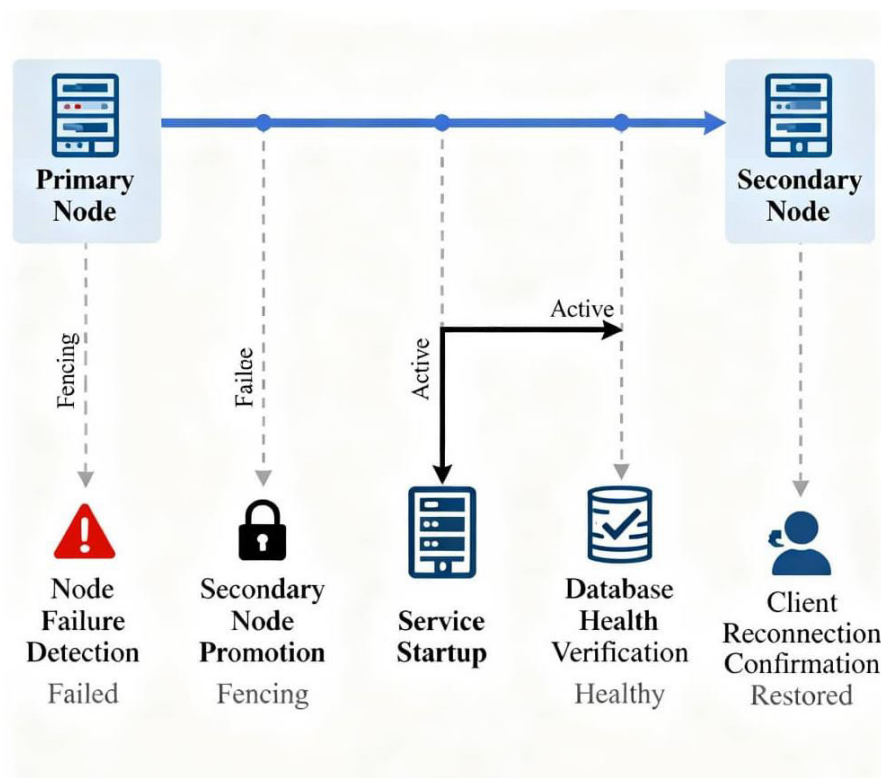 Primary
Node
Secondary
Node
Fencing
Failoe
Active
Active
Node
Failure
Detection
Failed
Secondary
Node
Promotion
Fencing
Service
Startup
Database
Health
Verification
Healthy
Client
Reconnection
Confirmation
Restored